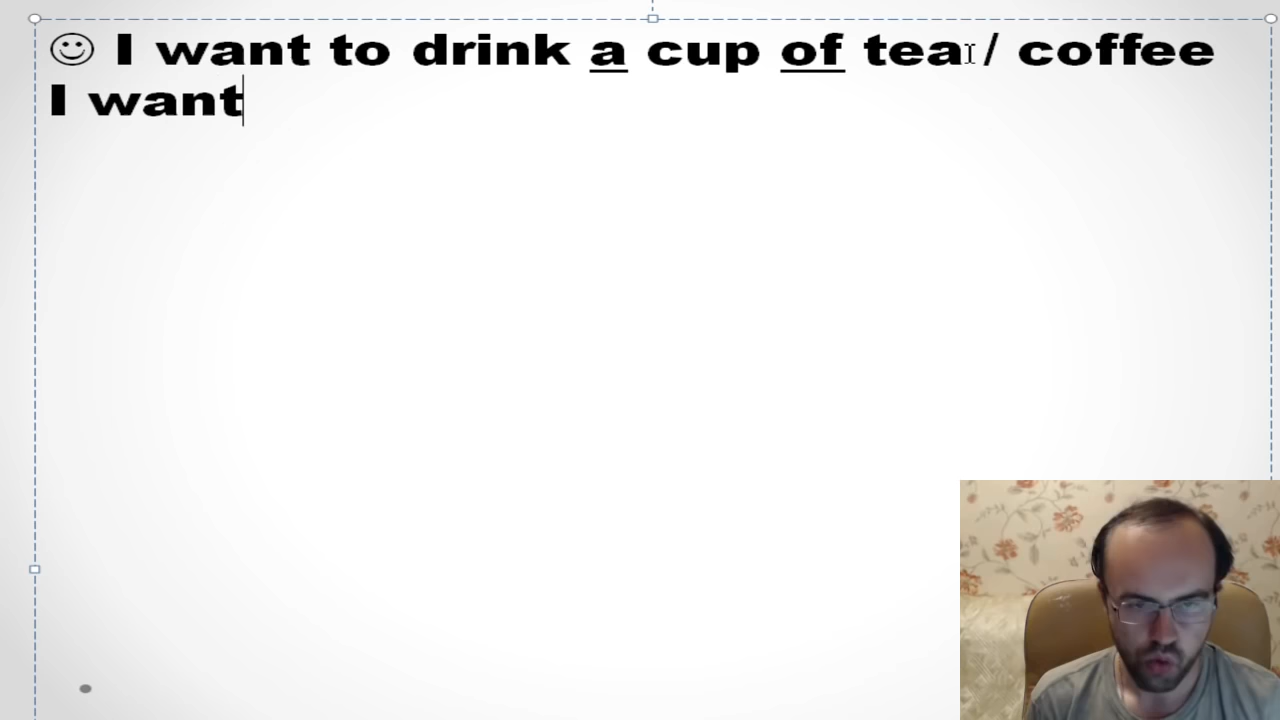 ☺ I want to drink a cup of tea / coffee
I want